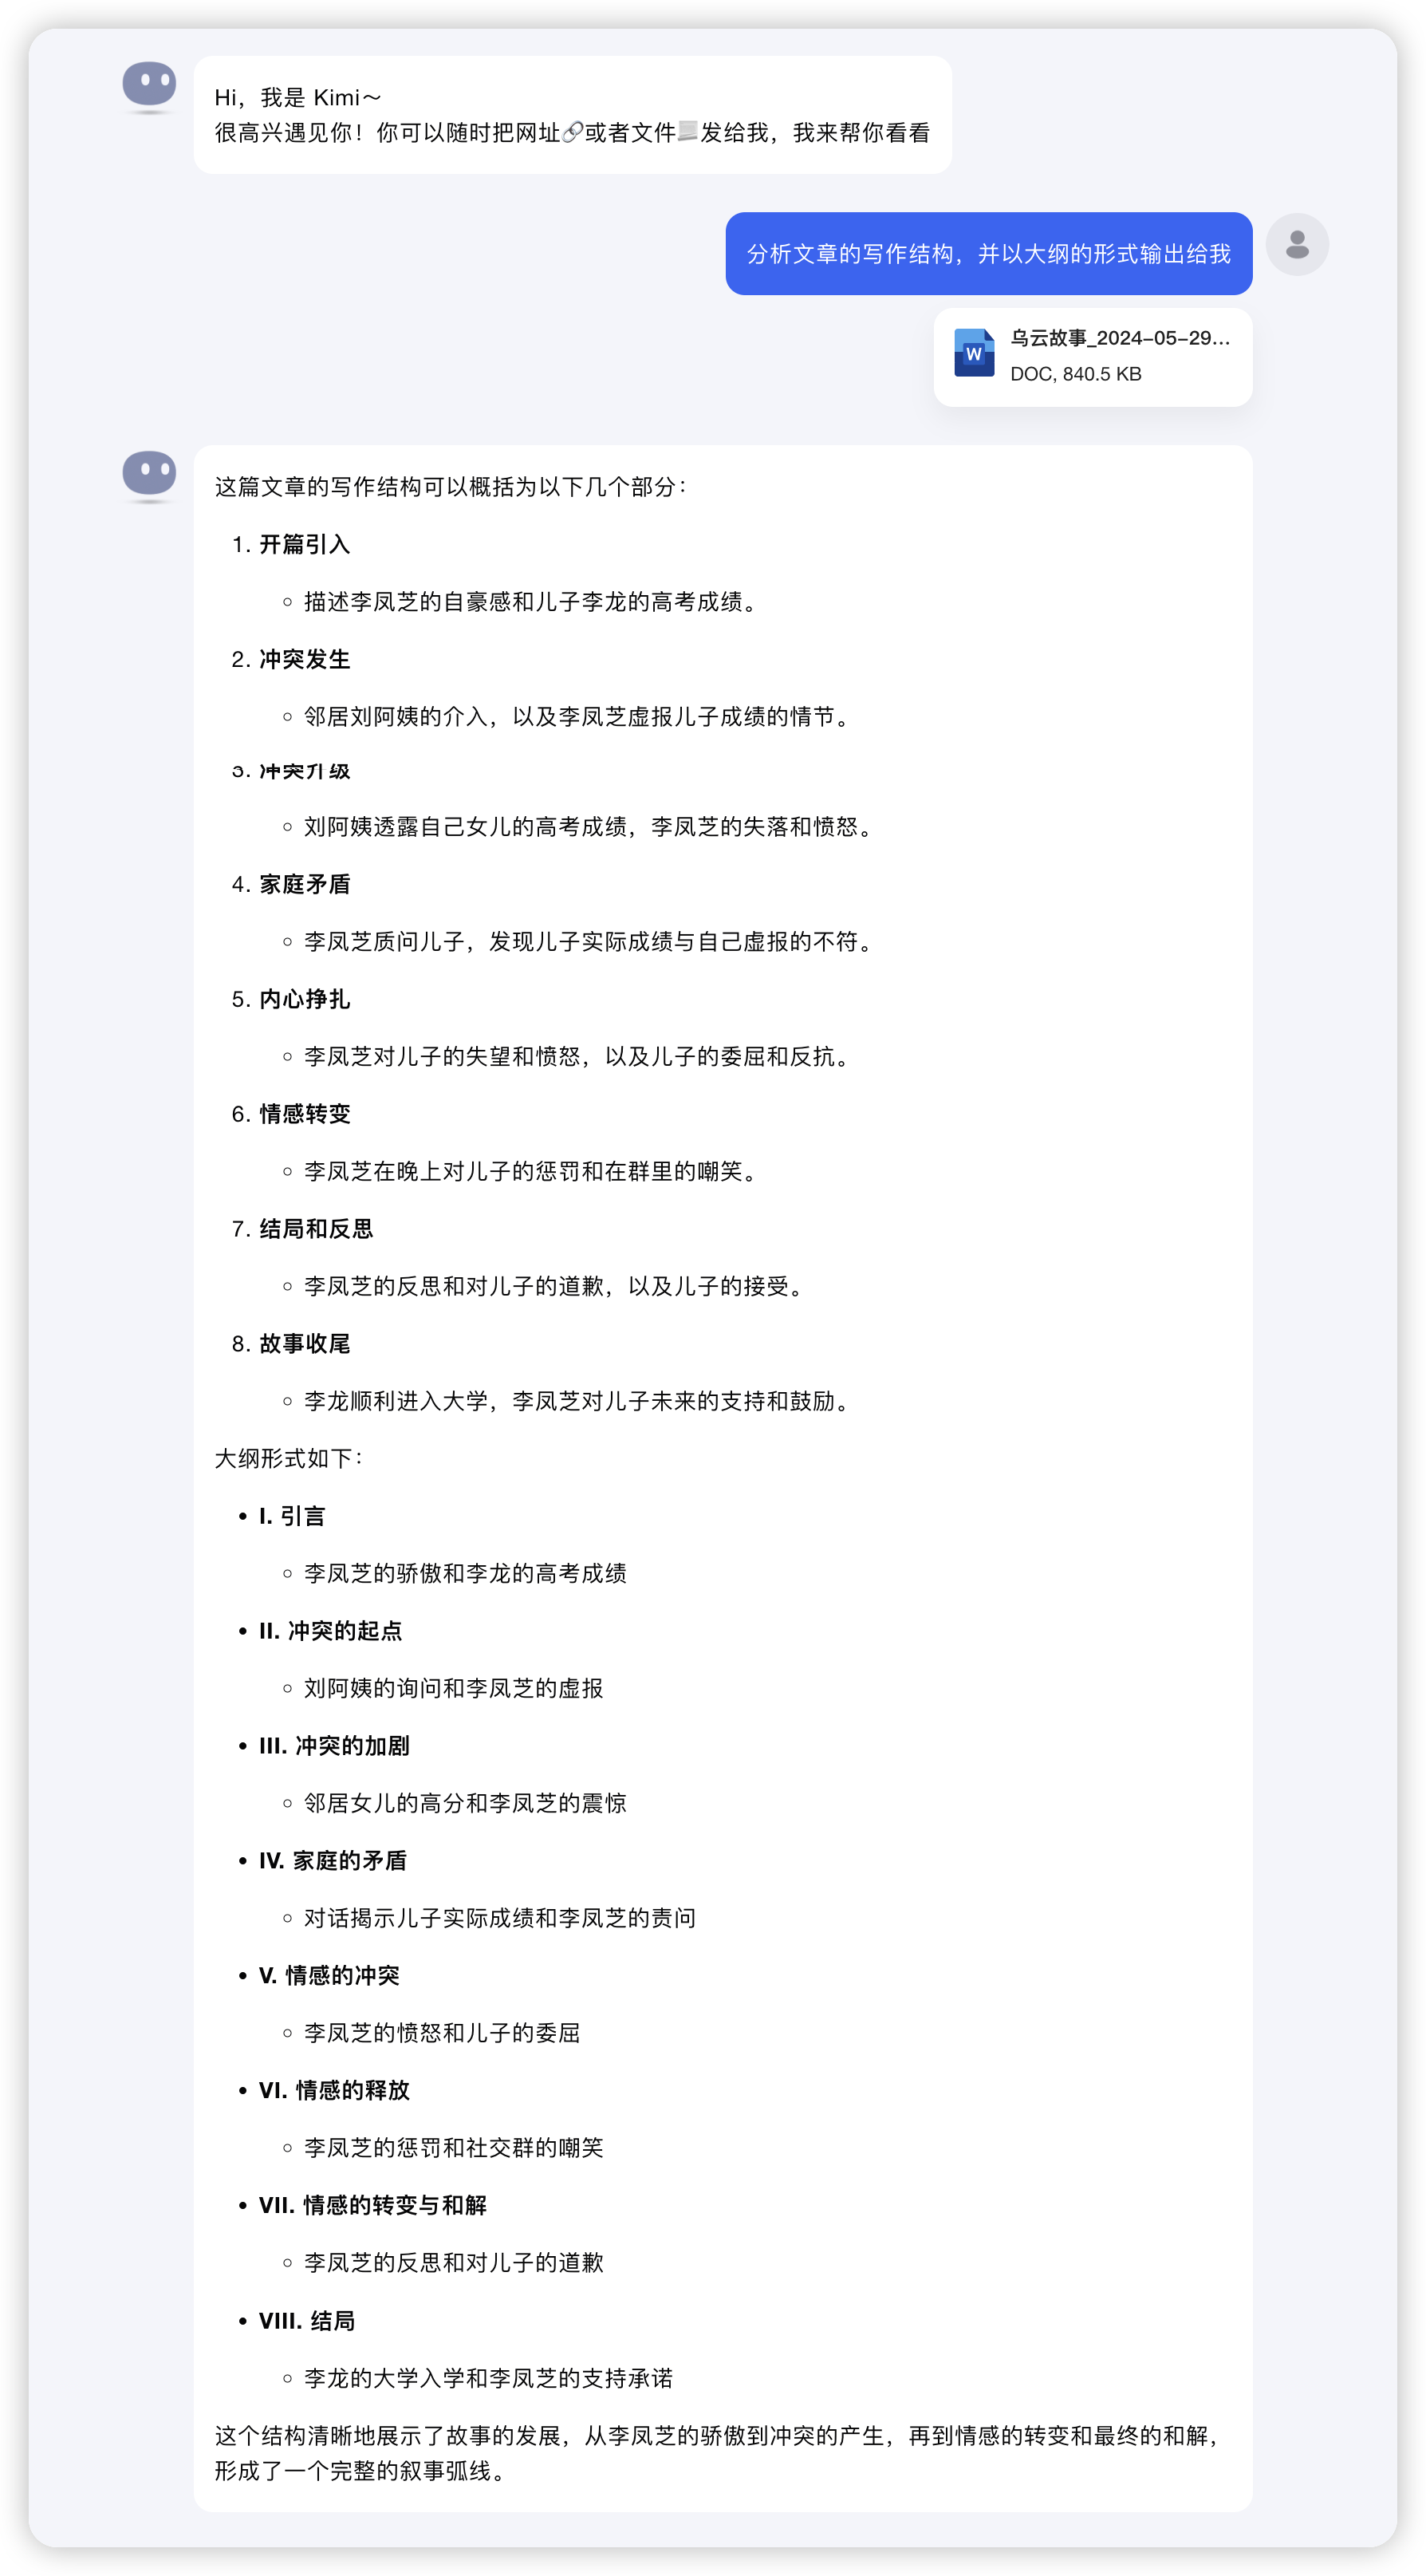 Hi，我是 Kimi～
很高兴遇见你！你可以随时把网址🔗或者文件📃发给我，我来帮你看看
分析文章的写作结构，并以大纲的形式输出给我
乌云故事_2024-05-29...
DOC, 840.5 KB
这篇文章的写作结构可以概括为以下几个部分：
1. 开篇引入
◦ 描述李凤芝的自豪感和儿子李龙的高考成绩。
2. 冲突发生
◦ 邻居刘阿姨的介入，以及李凤芝虚报儿子成绩的情节。
3. 冲突升级
◦ 刘阿姨透露自己女儿的高考成绩，李凤芝的失落和愤怒。
4. 家庭矛盾
◦ 李凤芝质问儿子，发现儿子实际成绩与自己虚报的不符。
5. 内心挣扎
◦ 李凤芝对儿子的失望和愤怒，以及儿子的委屈和反抗。
6. 情感转变
◦ 李凤芝在晚上对儿子的惩罚和在群里的嘲笑。
7. 结局和反思
◦ 李凤芝的反思和对儿子的道歉，以及儿子的接受。
8. 故事收尾
◦ 李龙顺利进入大学，李凤芝对儿子未来的支持和鼓励。
大纲形式如下：
• I. 引言
◦ 李凤芝的骄傲和李龙的高考成绩
• II. 冲突的起点
◦ 刘阿姨的询问和李凤芝的虚报
• III. 冲突的加剧
◦ 邻居女儿的高分和李凤芝的震惊
• IV. 家庭的矛盾
◦ 对话揭示儿子实际成绩和李凤芝的责问
• V. 情感的冲突
◦ 李凤芝的愤怒和儿子的委屈
• VI. 情感的释放
◦ 李凤芝的惩罚和社交群的嘲笑
• VII. 情感的转变与和解
◦ 李凤芝的反思和对儿子的道歉
• VIII. 结局
◦ 李龙的大学入学和李凤芝的支持承诺
这个结构清晰地展示了故事的发展，从李凤芝的骄傲到冲突的产生，再到情感的转变和最终的和解，
形成了一个完整的叙事弧线。